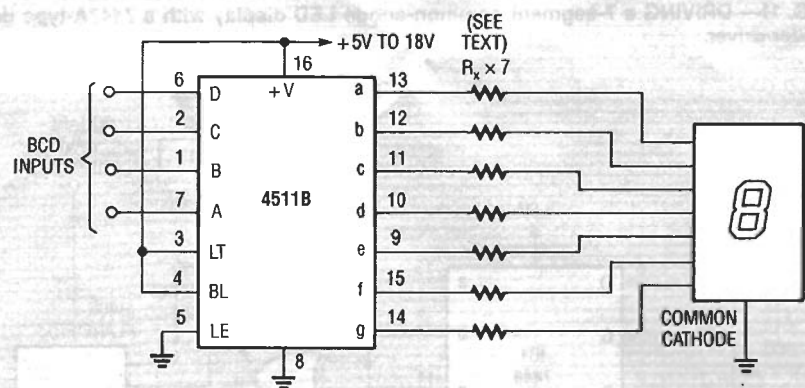 +5V TO 18V
(SEE
TEXT)
Rx × 7
16
+V
6
D
2
C
1
B
7
A
3
LT
4
BL
5
LE
BCD
INPUTS
4511B
a
13
b
12
c
11
d
10
e
9
f
15
g
14
8
8
COMMON
CATHODE